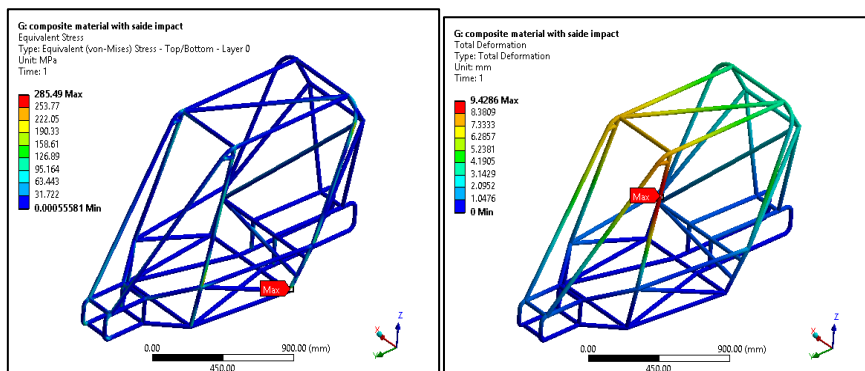 G: composite material with saide impact
Equivalent Stress
Type: Equivalent (von-Mises) Stress - Top/Bottom - Layer 0
Unit: MPa
Time: 1
285.49 Max
253.77
222.05
190.33
158.61
126.89
95.164
63.443
31.722
0.00055581 Min
Max
0.00
900.00 (mm)
450.00
X
Y
Z
G: composite material with saide impact
Total Deformation
Type: Total Deformation
Unit: mm
Time: 1
9.4286 Max
8.3809
7.3333
6.2857
5.2381
4.1905
3.1429
2.0952
1.0476
0 Min
Max
0.00
900.00 (mm)
450.00
X
Y
Z